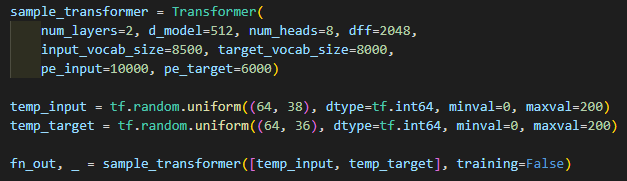 sample_transformer = Transformer(
    num_layers=2, d_model=512, num_heads=8, dff=2048,
    input_vocab_size=8500, target_vocab_size=8000,
    pe_input=10000, pe_target=6000)
temp_input = tf.random.uniform((64, 38), dtype=tf.int64, minval=0, maxval=200)
temp_target = tf.random.uniform((64, 36), dtype=tf.int64, minval=0, maxval=200)
fn_out, _ = sample_transformer([temp_input, temp_target], training=False)